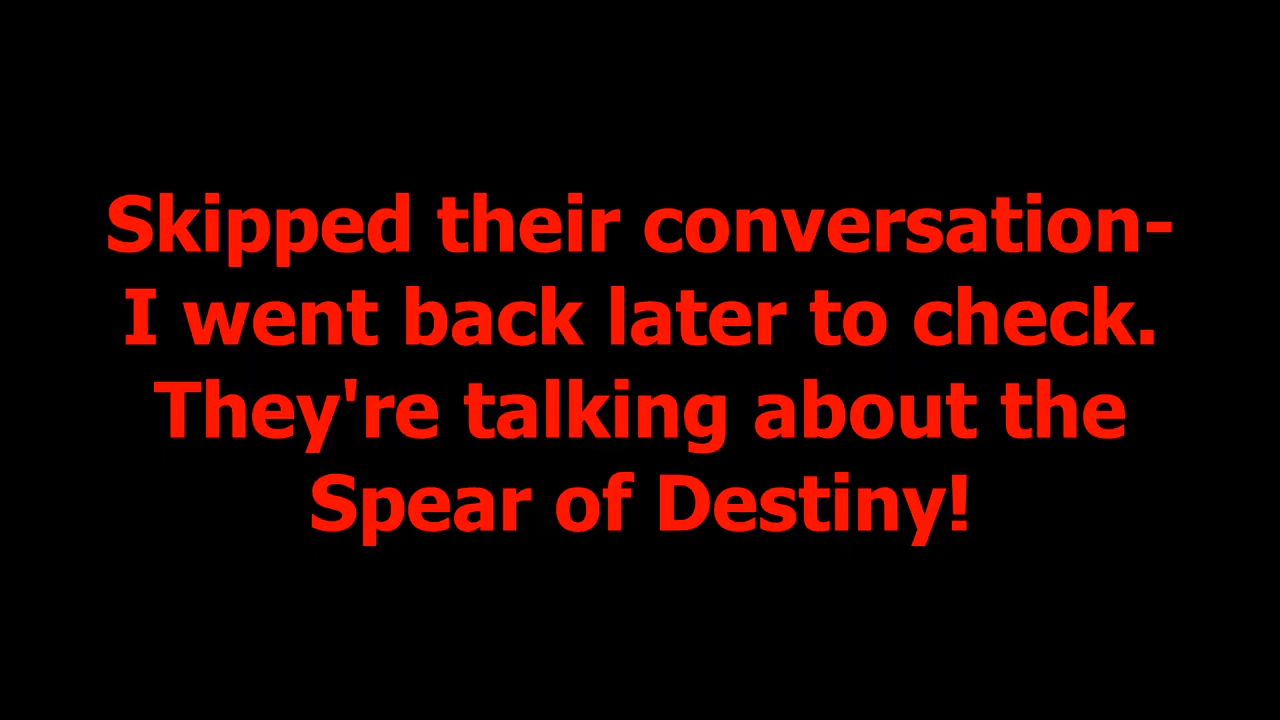 Skipped their conversation-
I went back later to check.
They're talking about the
Spear of Destiny!